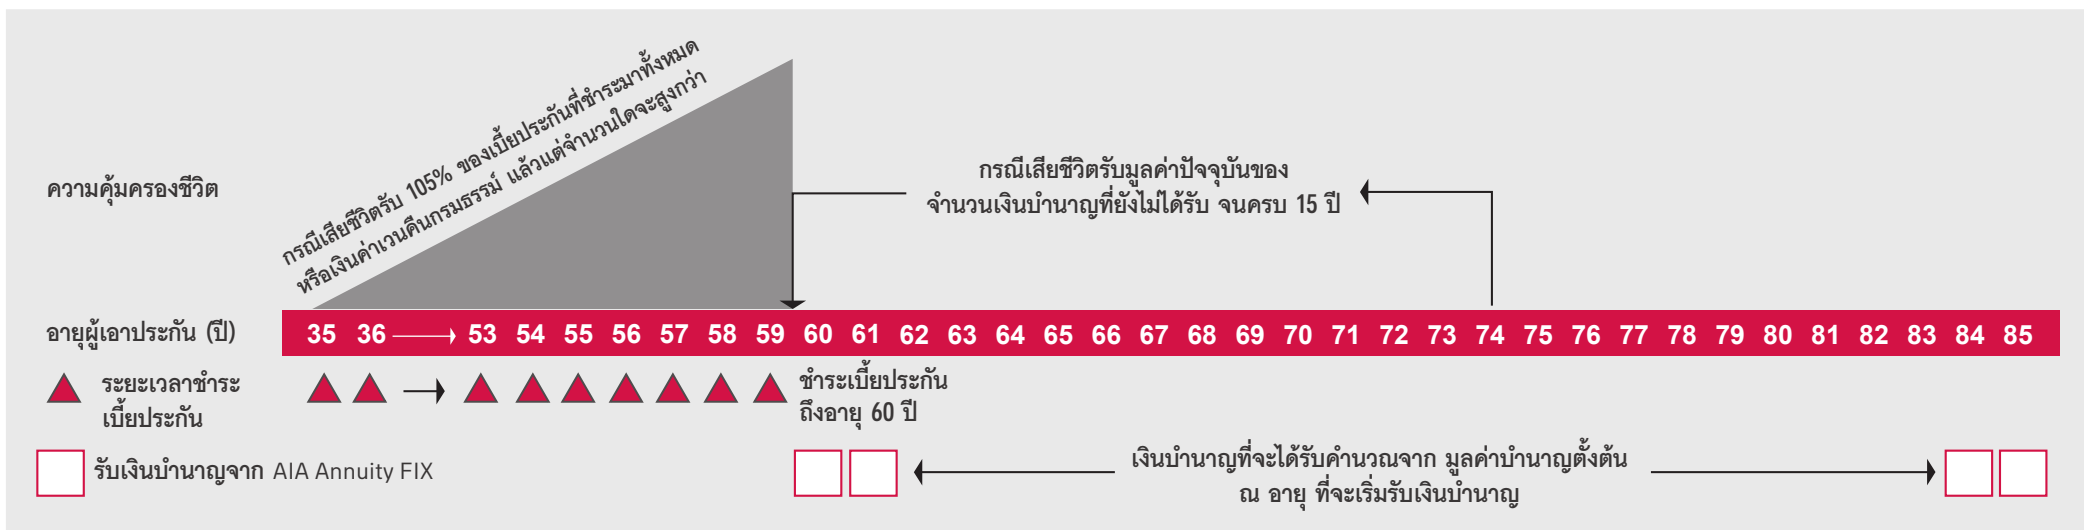 กรณีเสียชีวิตรับ 105% ของเบี้ยประกันที่ชำระมาทั้งหมด
หรือเงินค่าเวนคืนกรมธรรม์ แล้วแต่จำนวนใดจะสูงกว่า
ความคุ้มครองชีวิต
กรณีเสียชีวิตรับมูลค่าปัจจุบันของ
จำนวนเงินบำนาญที่ยังไม่ได้รับ จนครบ 15 ปี
อายุผู้เอาประกัน (ปี)
35 36 53 54 55 56 57 58 59 60 61 62 63 64 65 66 67 68 69 70 71 72 73 74 75 76 77 78 79 80 81 82 83 84 85
ระยะเวลาชำระ
เบี้ยประกัน
ชำระเบี้ยประกัน
ถึงอายุ 60 ปี
รับเงินบำนาญจาก AIA Annuity FIX
เงินบำนาญที่จะได้รับคำนวณจาก มูลค่าบำนาญตั้งต้น
ณ อายุ ที่จะเริ่มรับเงินบำนาญ